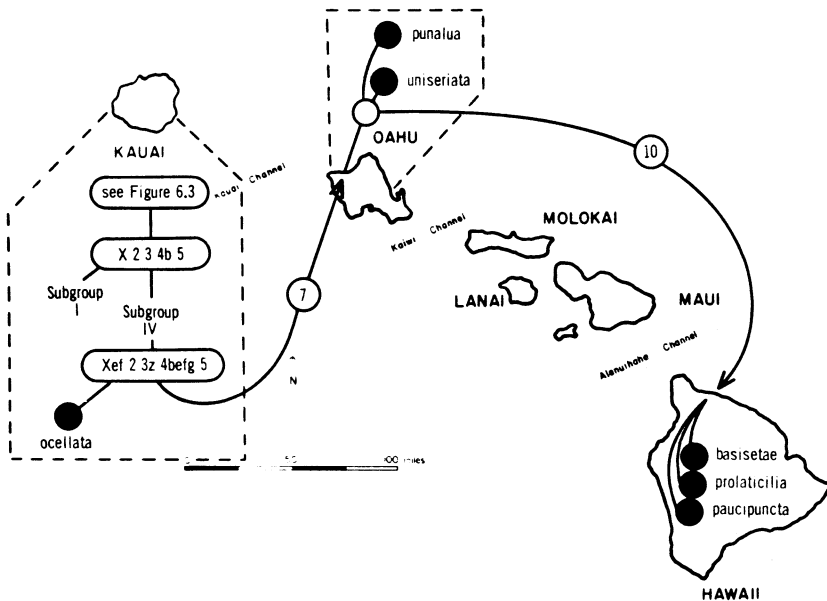 punalua
uniseriata
OAHU
KAUAI
Kauai Channel
see Figure 6.3
10
Kaiwi Channel
MOLOKAI
X 2 3 4b 5
Subgroup
I
Subgroup
IV
7
LANAI
MAUI
Alenuihaha Channel
Xef 2 3z 4befg 5
N
ocellata
50
100 miles
basisetae
prolaticilia
paucipuncta
HAWAII